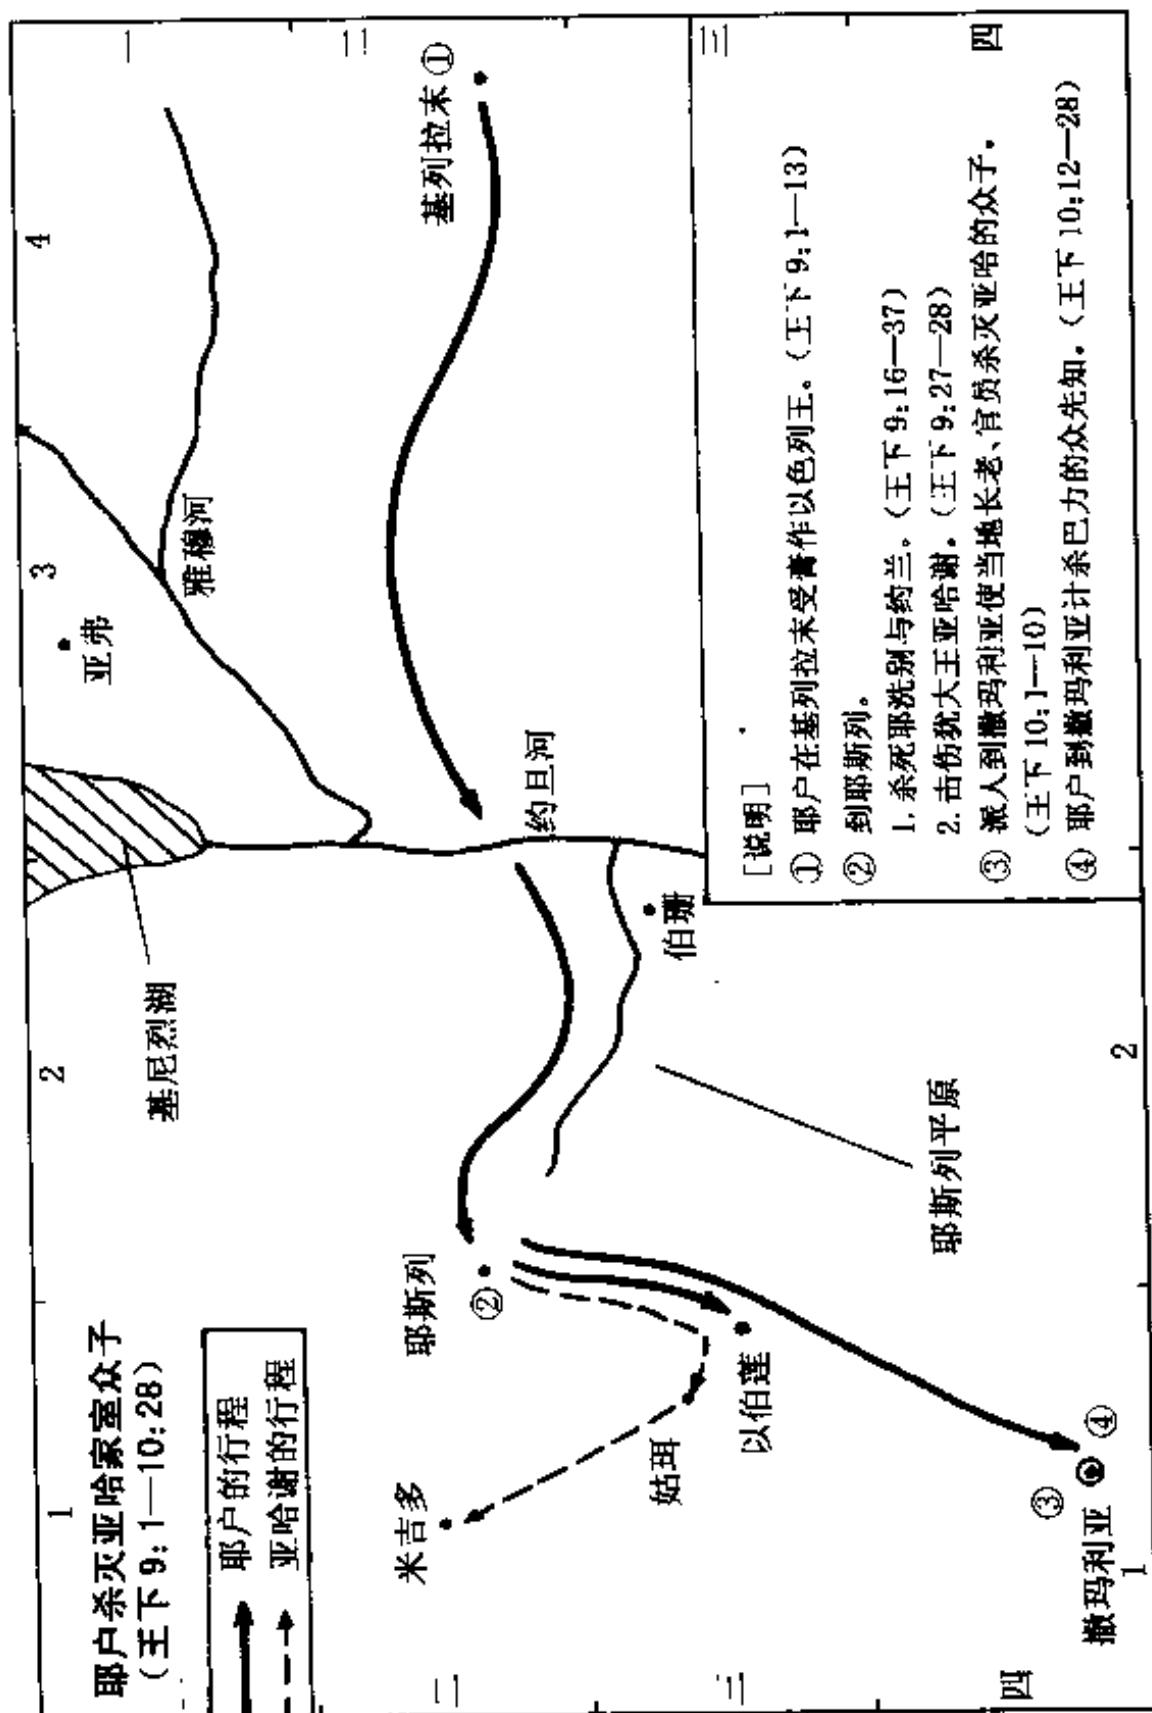 耶户杀灭亚哈家室众子
(王下 9:1—10:28)
耶户的行程
亚哈谢的行程
1
2
3
4
一
二
三
四
二
三
四
1
2
亚弗
雅穆河
基列拉末 ①
基尼烈湖
约旦河
伯珊
耶斯列平原
耶斯列
②
米吉多
姑珥
以伯莲
③
④
撒玛利亚
[说明]
① 耶户在基列拉末受膏作以色列王。(王下 9:1—13)
② 到耶斯列。
1. 杀死耶洗别与约兰。(王下 9:16—37)
2. 击伤犹大王亚哈谢。(王下 9:27—28)
③ 派人到撒玛利亚使当地长老、官员杀灭亚哈的众子。
(王下 10:1—10)
④ 耶户到撒玛利亚计杀巴力的众先知。(王下 10:12—28)